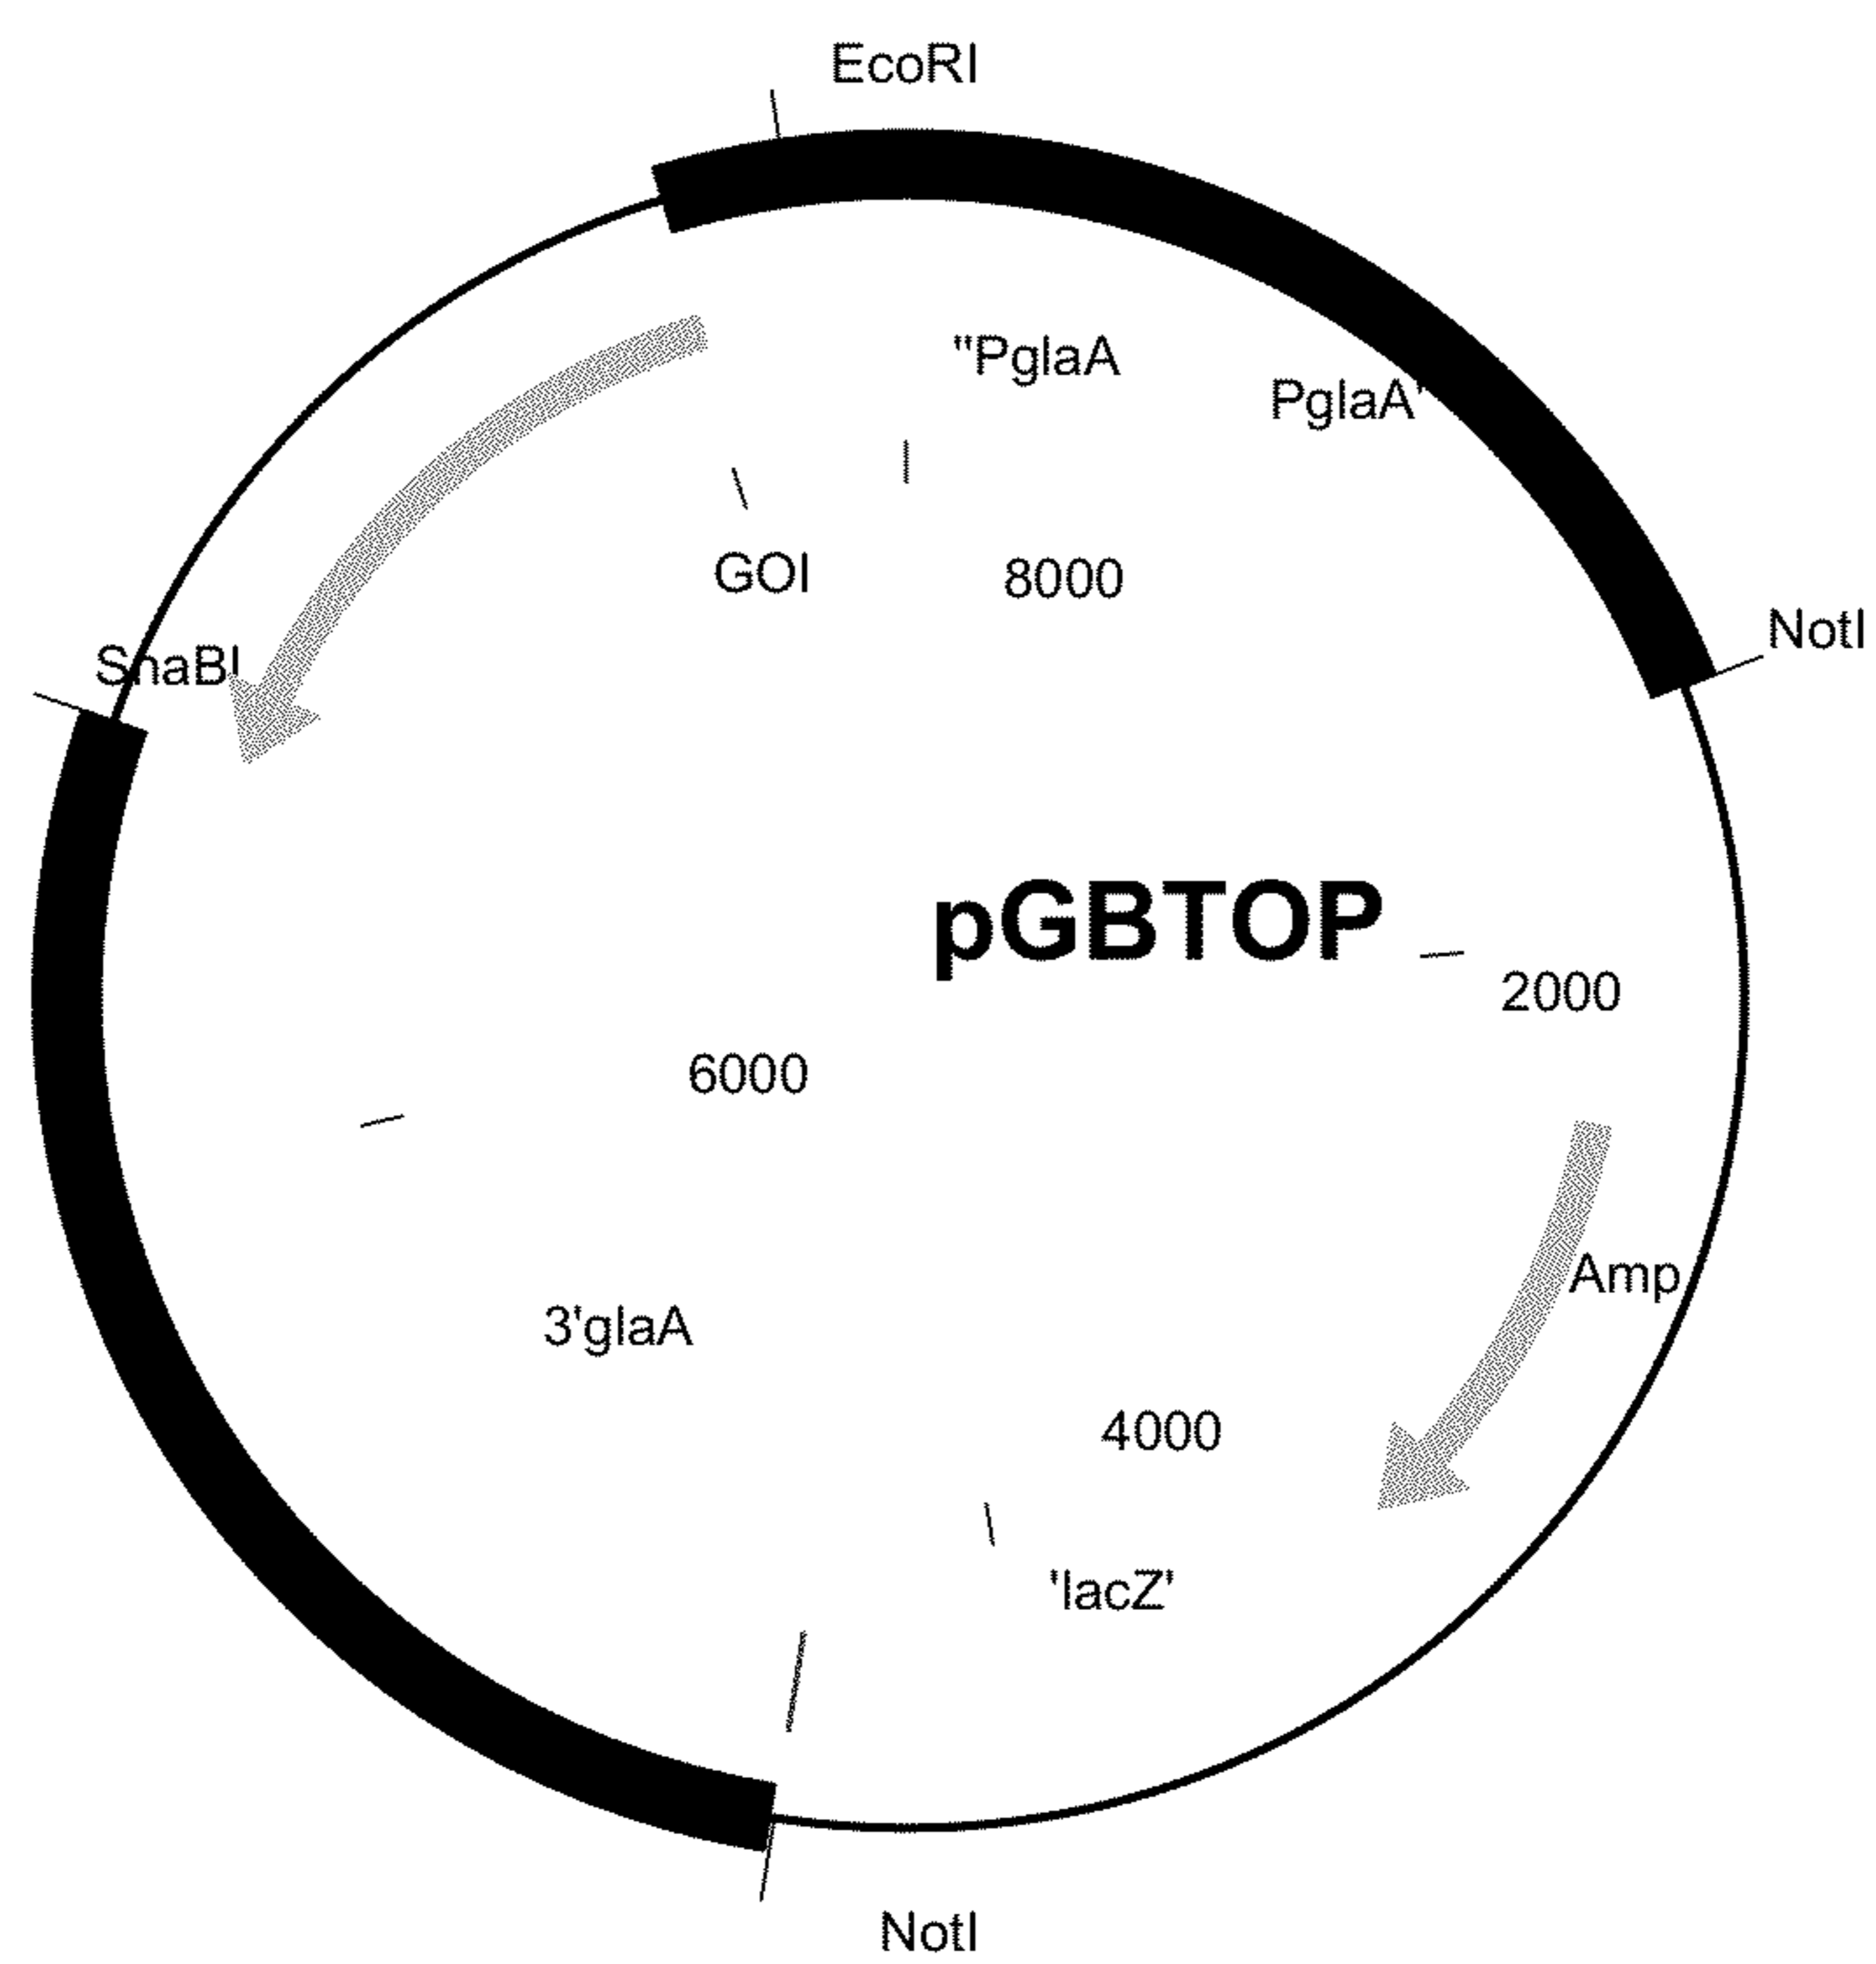 EcoRI
"PglaA
PglaA'
GOI
8000
NotI
SnaBI
pGBTOP
2000
6000
Amp
3'glaA
4000
'lacZ'
NotI